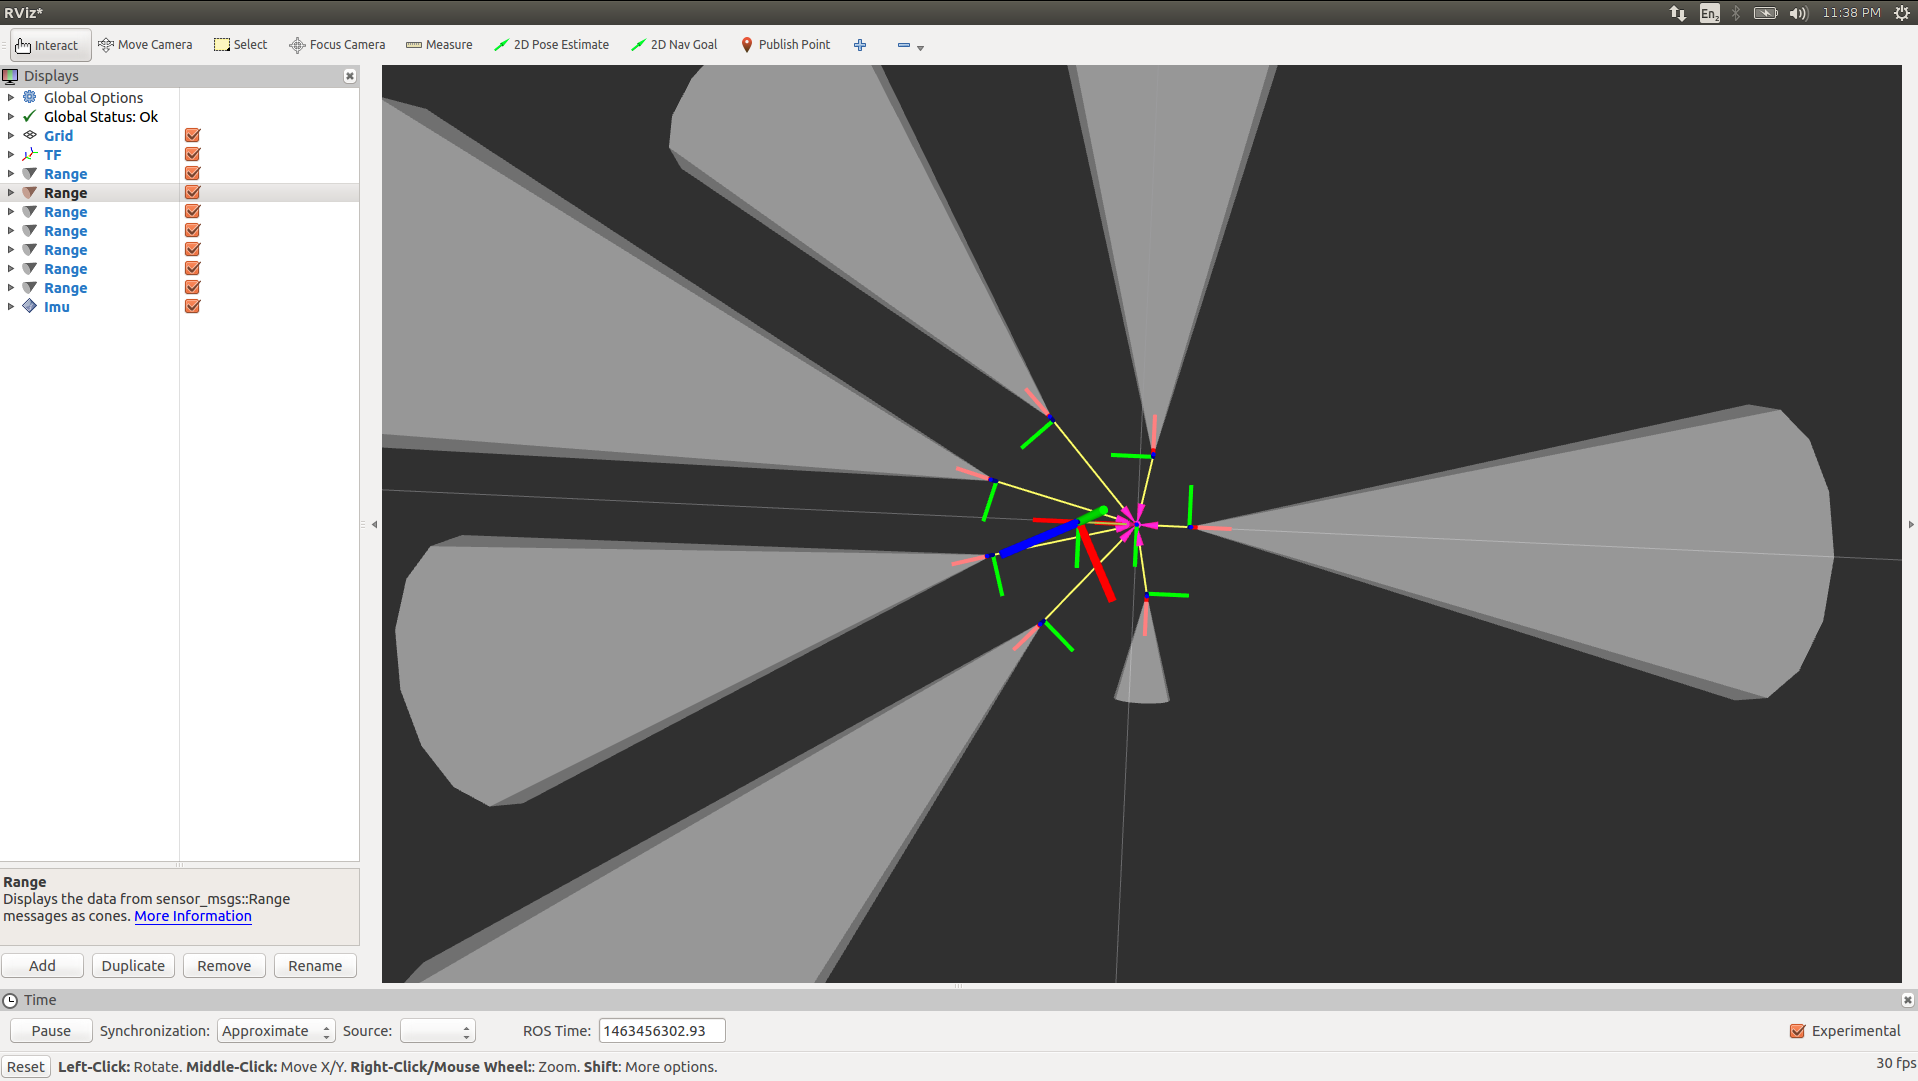 RViz*
En2 11:38 PM
Interact Move Camera Select Focus Camera Measure 2D Pose Estimate 2D Nav Goal Publish Point
Displays
Global Options
Global Status: Ok
Grid
TF
Range
Range
Range
Range
Range
Range
Range
Imu
Range
Displays the data from sensor_msgs::Range
messages as cones. More Information
Add Duplicate Remove Rename
Time
Pause Synchronization: Approximate Source: ROS Time: 1463456302.93 Experimental
Reset Left-Click: Rotate. Middle-Click: Move X/Y. Right-Click/Mouse Wheel:: Zoom. Shift: More options. 30 fps